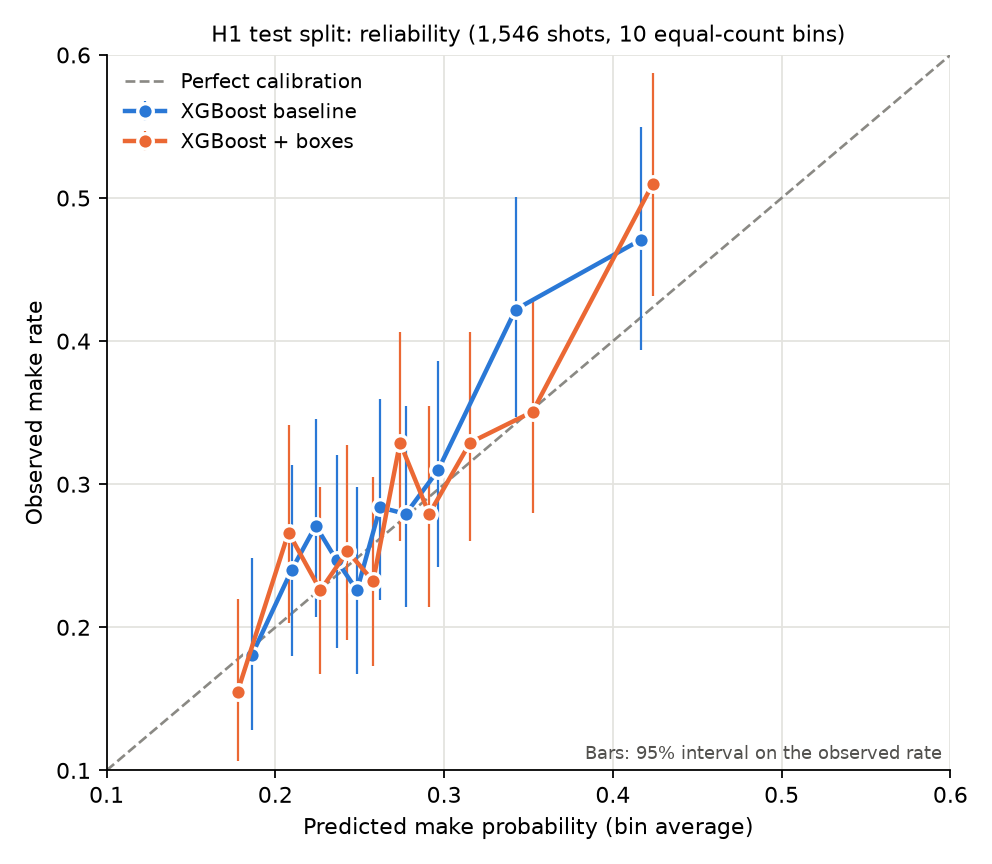 H1 test split: reliability (1,546 shots, 10 equal-count bins)
0.6
0.5
0.4
0.3
0.2
0.1
Observed make rate
Perfect calibration
XGBoost baseline
XGBoost + boxes
Bars: 95% interval on the observed rate
0.1 0.2 0.3 0.4 0.5 0.6
Predicted make probability (bin average)